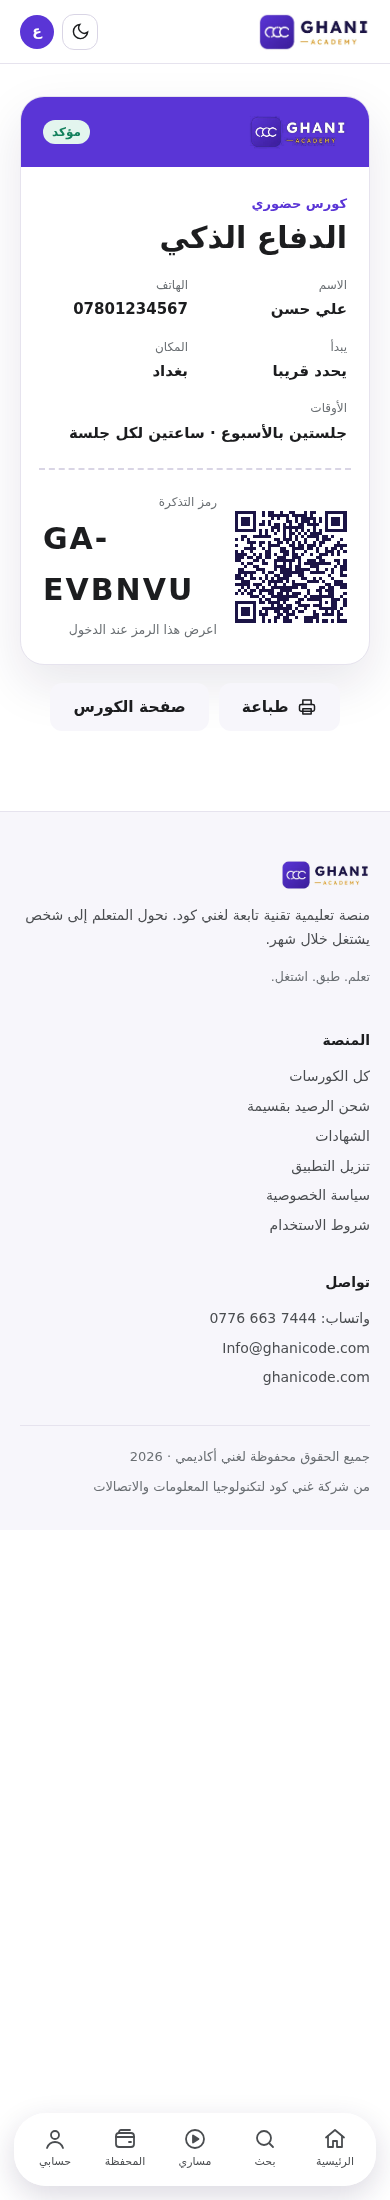 GHANI
ACADEMY
ع
GHANI
ACADEMY
مؤكد
كورس حضوري
الدفاع الذكي
الاسم
الهاتف
علي حسن
07801234567
يبدأ
المكان
يحدد قريبا
بغداد
الأوقات
جلستين بالأسبوع · ساعتين لكل جلسة
رمز التذكرة
GA-
EVBNVU
اعرض هذا الرمز عند الدخول
طباعة
صفحة الكورس
GHANI
ACADEMY
منصة تعليمية تقنية تابعة لغني كود. نحول المتعلم إلى شخص
يشتغل خلال شهر.
تعلم. طبق. اشتغل.
المنصة
كل الكورسات
شحن الرصيد بقسيمة
الشهادات
تنزيل التطبيق
سياسة الخصوصية
شروط الاستخدام
تواصل
واتساب: 7444 663 0776
Info@ghanicode.com
ghanicode.com
جميع الحقوق محفوظة لغني أكاديمي · 2026
من شركة غني كود لتكنولوجيا المعلومات والاتصالات
الرئيسية
بحث
مساري
المحفظة
حسابي